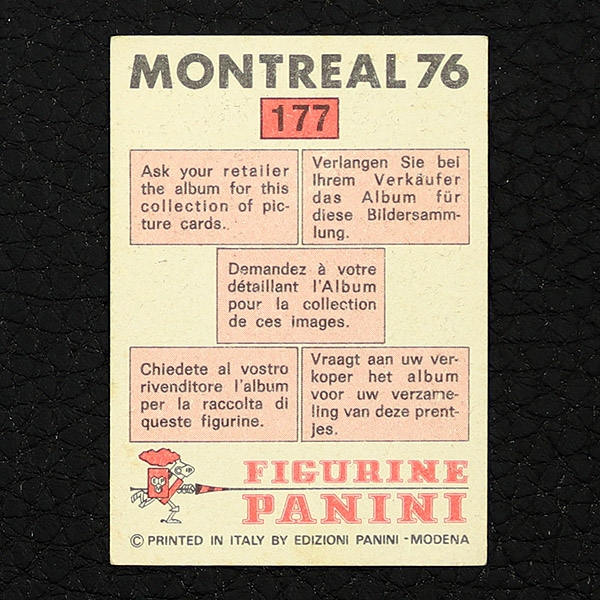 MONTREAL 76
177
Ask your retailer
the album for this
collection of pic-
ture cards.
Verlangen Sie bei
Ihrem Verkäufer
das Album für
diese Bildersamm-
lung.
Demandez à votre
détaillant l'Album
pour la collection
de ces images.
Chiedete al vostro
rivenditore l'album
per la raccolta di
queste figurine.
Vraagt aan uw ver-
koper het album
voor uw verzame-
ling van deze prent-
jes.
FIGURINE
PANINI
© PRINTED IN ITALY BY EDIZIONI PANINI - MODENA